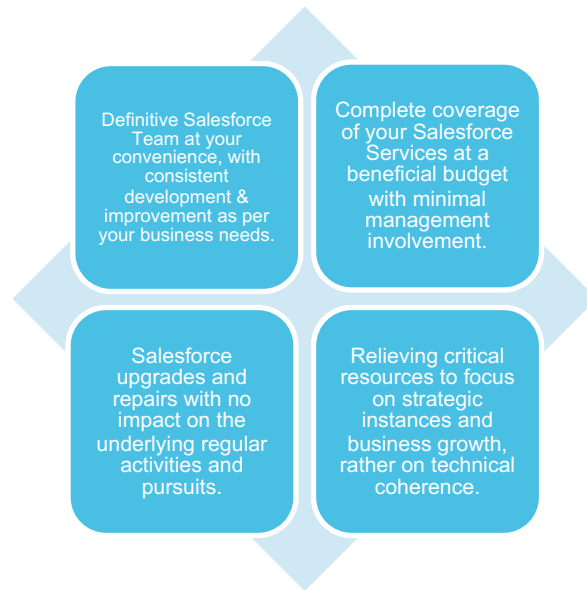 Definitive Salesforce
Team at your
convenience, with
consistent
development &
improvement as per
your business needs.
Complete coverage
of your Salesforce
Services at a
beneficial budget
with minimal
management
involvement.
Salesforce
upgrades and
repairs with no
impact on the
underlying regular
activities and
pursuits.
Relieving critical
resources to focus
on strategic
instances and
business growth,
rather on technical
coherence.